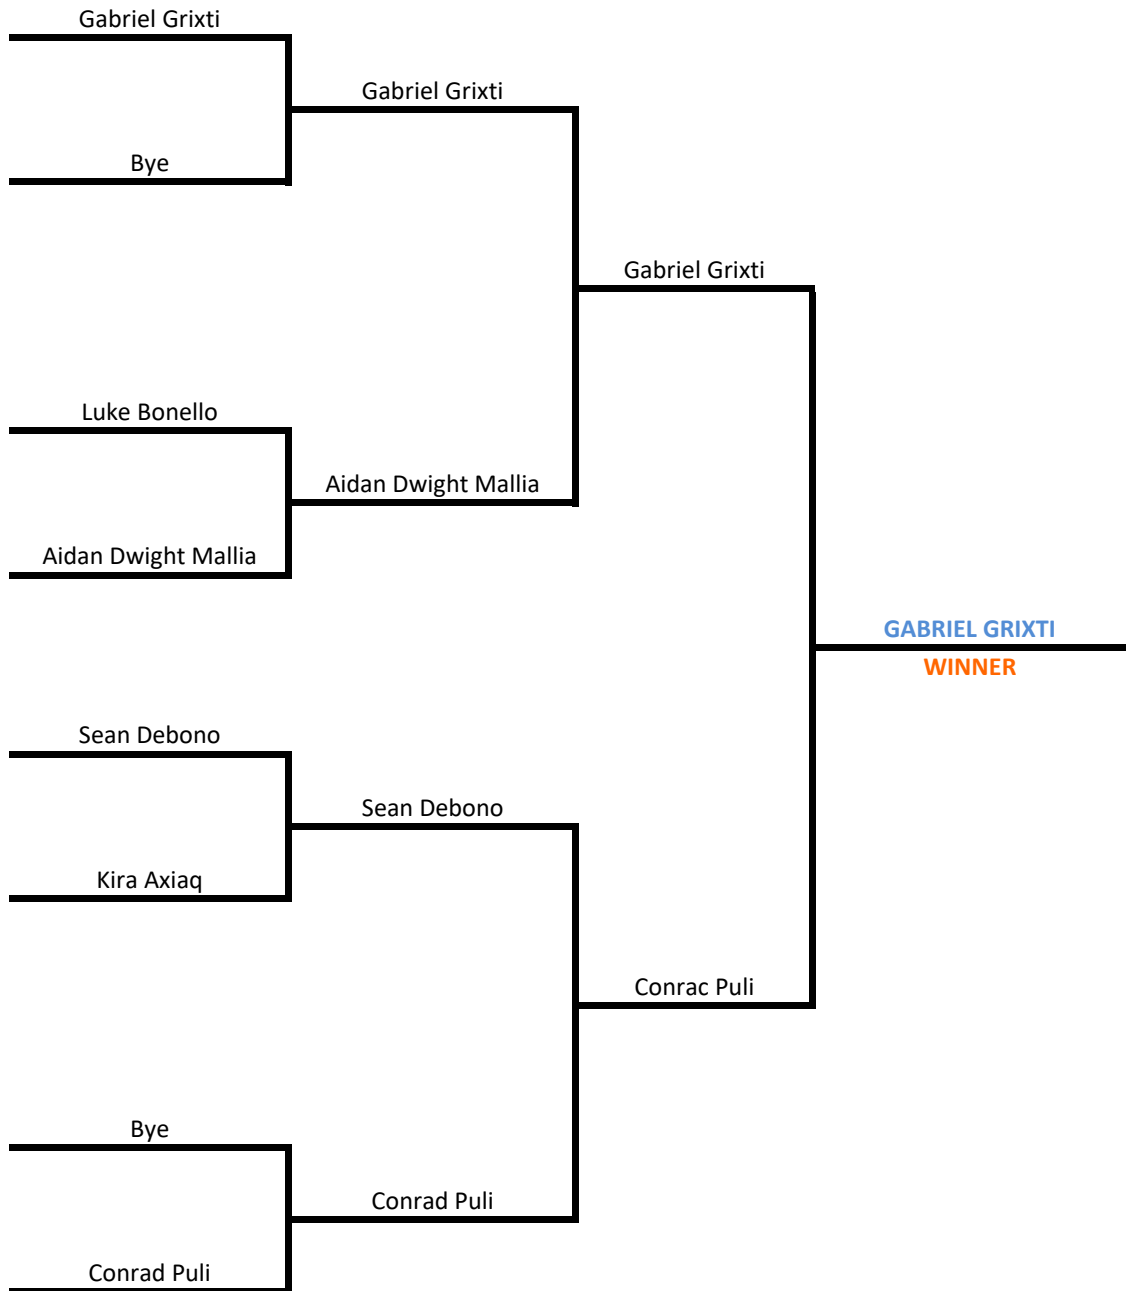 Gabriel Grixti
Gabriel Grixti
Bye
Gabriel Grixti
Luke Bonello
Aidan Dwight Mallia
Aidan Dwight Mallia
GABRIEL GRIXTI
WINNER
Sean Debono
Sean Debono
Kira Axiaq
Conrac Puli
Bye
Conrad Puli
Conrad Puli